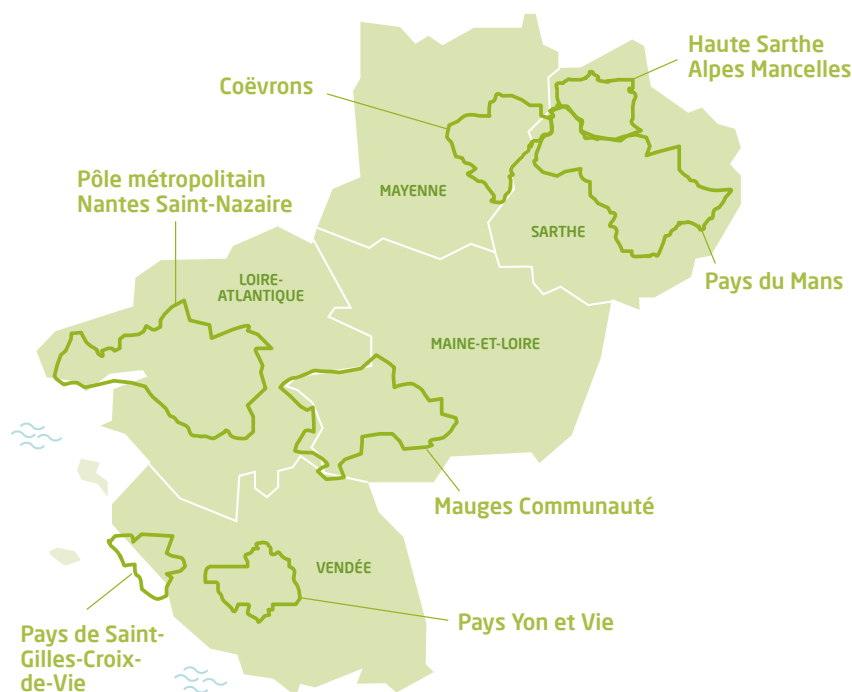 Haute Sarthe
Alpes Mancelles
Coëvrons
Pôle métropolitain
Nantes Saint-Nazaire
MAYENNE
SARTHE
Pays du Mans
LOIRE-
ATLANTIQUE
MAINE-ET-LOIRE
Mauges Communauté
VENDÉE
Pays Yon et Vie
Pays de Saint-
Gilles-Croix-
de-Vie